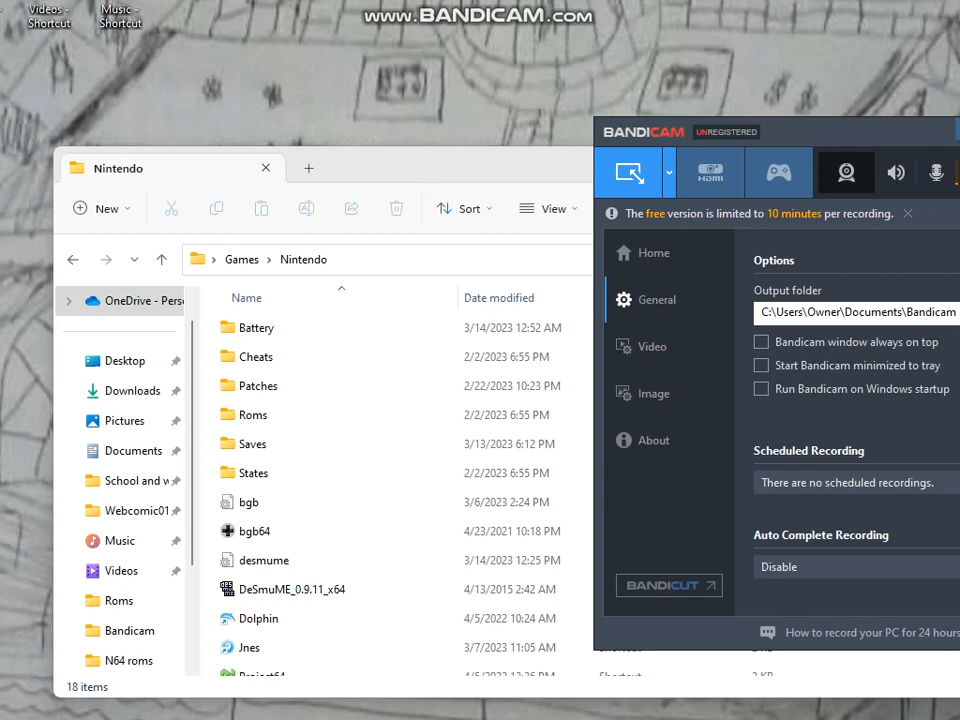 Videos - Shortcut
Music - Shortcut
www.BANDICAM.com
Nintendo
New
Sort
View
Games > Nintendo
OneDrive - Pers
Desktop
Downloads
Pictures
Documents
School and w
Webcomic01
Music
Videos
Roms
Bandicam
N64 roms
Name
Date modified
Battery 3/14/2023 12:52 AM
Cheats 2/2/2023 6:55 PM
Patches 2/22/2023 10:23 PM
Roms 2/2/2023 6:55 PM
Saves 3/13/2023 6:12 PM
States 2/2/2023 6:55 PM
bgb 3/6/2023 2:24 PM
bgb64 4/23/2021 10:18 PM
desmume 3/14/2023 12:25 PM
DeSmuME_0.9.11_x64 4/13/2015 2:42 AM
Dolphin 4/5/2022 10:24 AM
Jnes 3/7/2023 11:05 AM
Project64 4/5/2022 12:36 PM
18 items
BANDICAM UNREGISTERED
HDMI
The free version is limited to 10 minutes per recording.
Home
General
Video
Image
About
BANDICUT
Options
Output folder
C:\Users\Owner\Documents\Bandicam
Bandicam window always on top
Start Bandicam minimized to tray
Run Bandicam on Windows startup
Scheduled Recording
There are no scheduled recordings.
Auto Complete Recording
Disable
How to record your PC for 24 hours